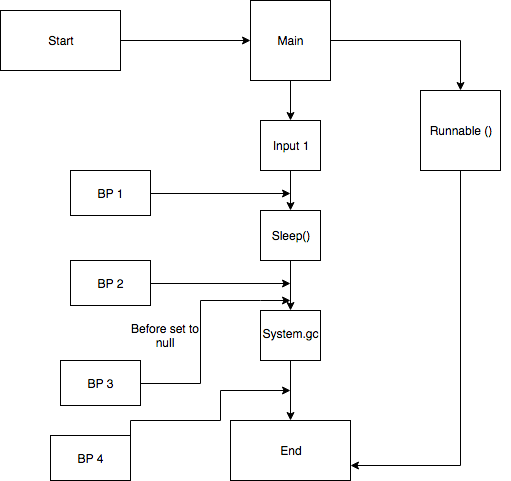 Start
Main
Runnable ()
Input 1
BP 1
Sleep()
BP 2
Before set to
null
System.gc
BP 3
End
BP 4